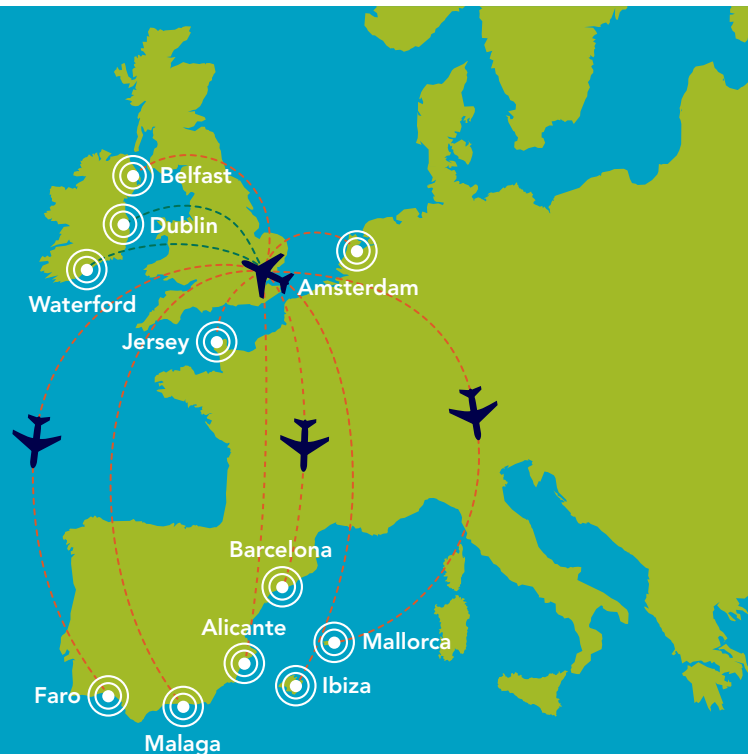 Belfast
Dublin
Waterford
Amsterdam
Jersey
Barcelona
Alicante
Mallorca
Ibiza
Faro
Malaga